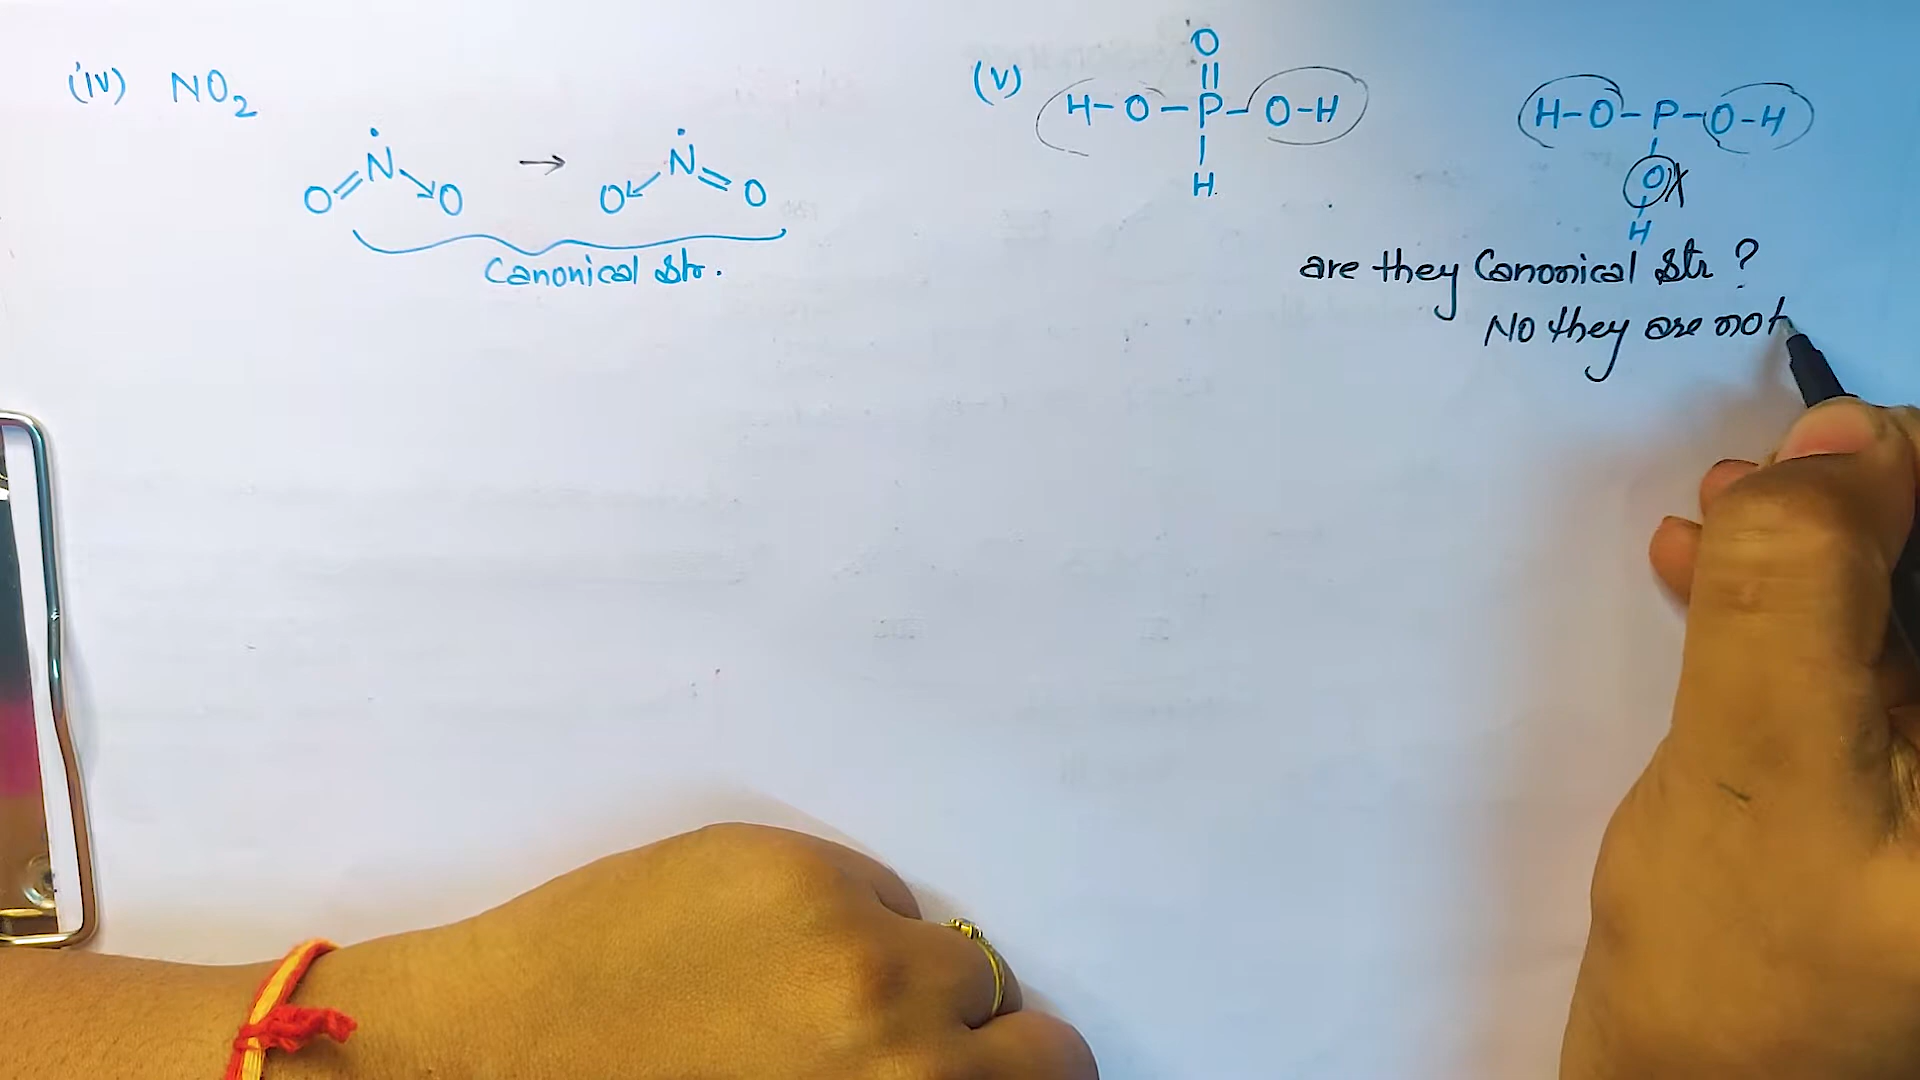 (iv) NO2
N
O=N→O → O←N=O
Canonical Str.
(v)
O
||
H-O-P-O-H
|
H
H-O-P-O-H
|
O X
|
H
are they Canonical Str ?
No they are not